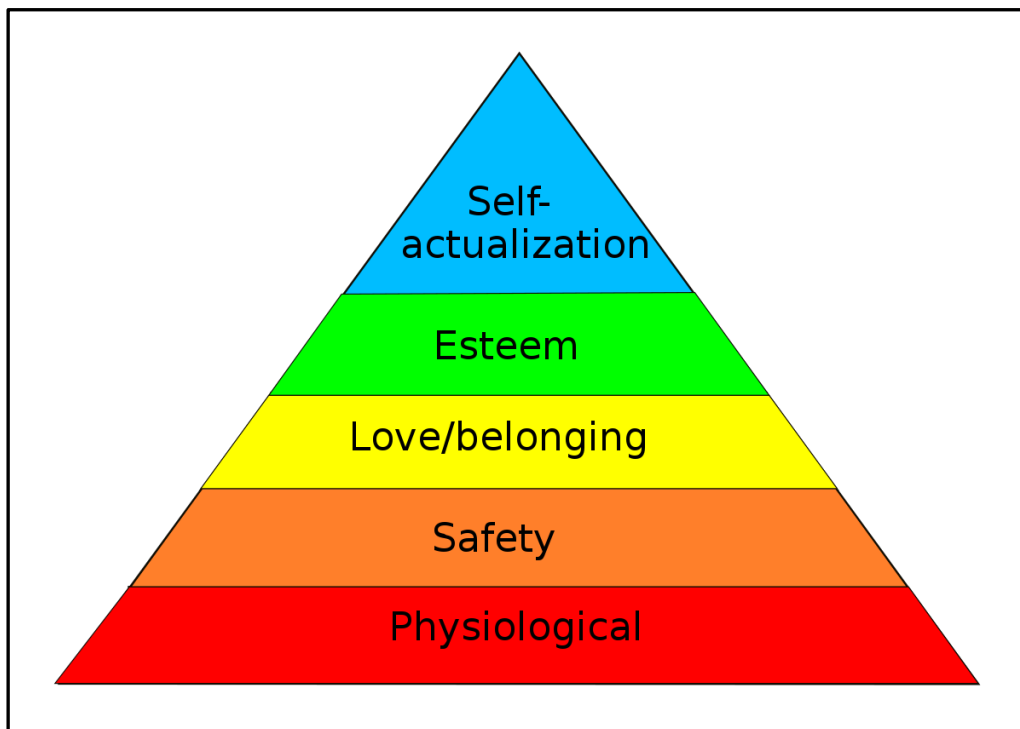 Self-
actualization
Esteem
Love/belonging
Safety
Physiological